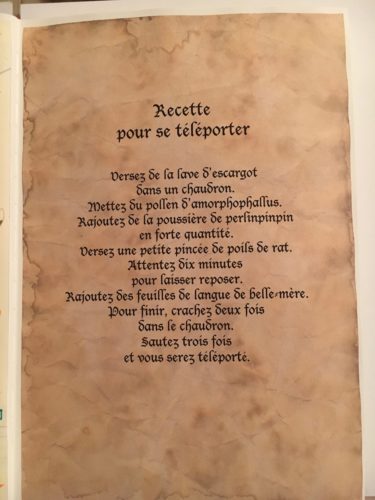 Recette
pour se téléporter
Versez de la lave d'escargot
dans un chaudron.
Mettez du pollen d'amorphophallus.
Rajoutez de la poussière de perlinpinpin
en forte quantité.
Versez une petite pincée de poils de rat.
Attentez dix minutes
pour laisser reposer.
Rajoutez des feuilles de langue de belle-mère.
Pour finir, crachez deux fois
dans le chaudron.
Sautez trois fois
et vous serez téléporté.